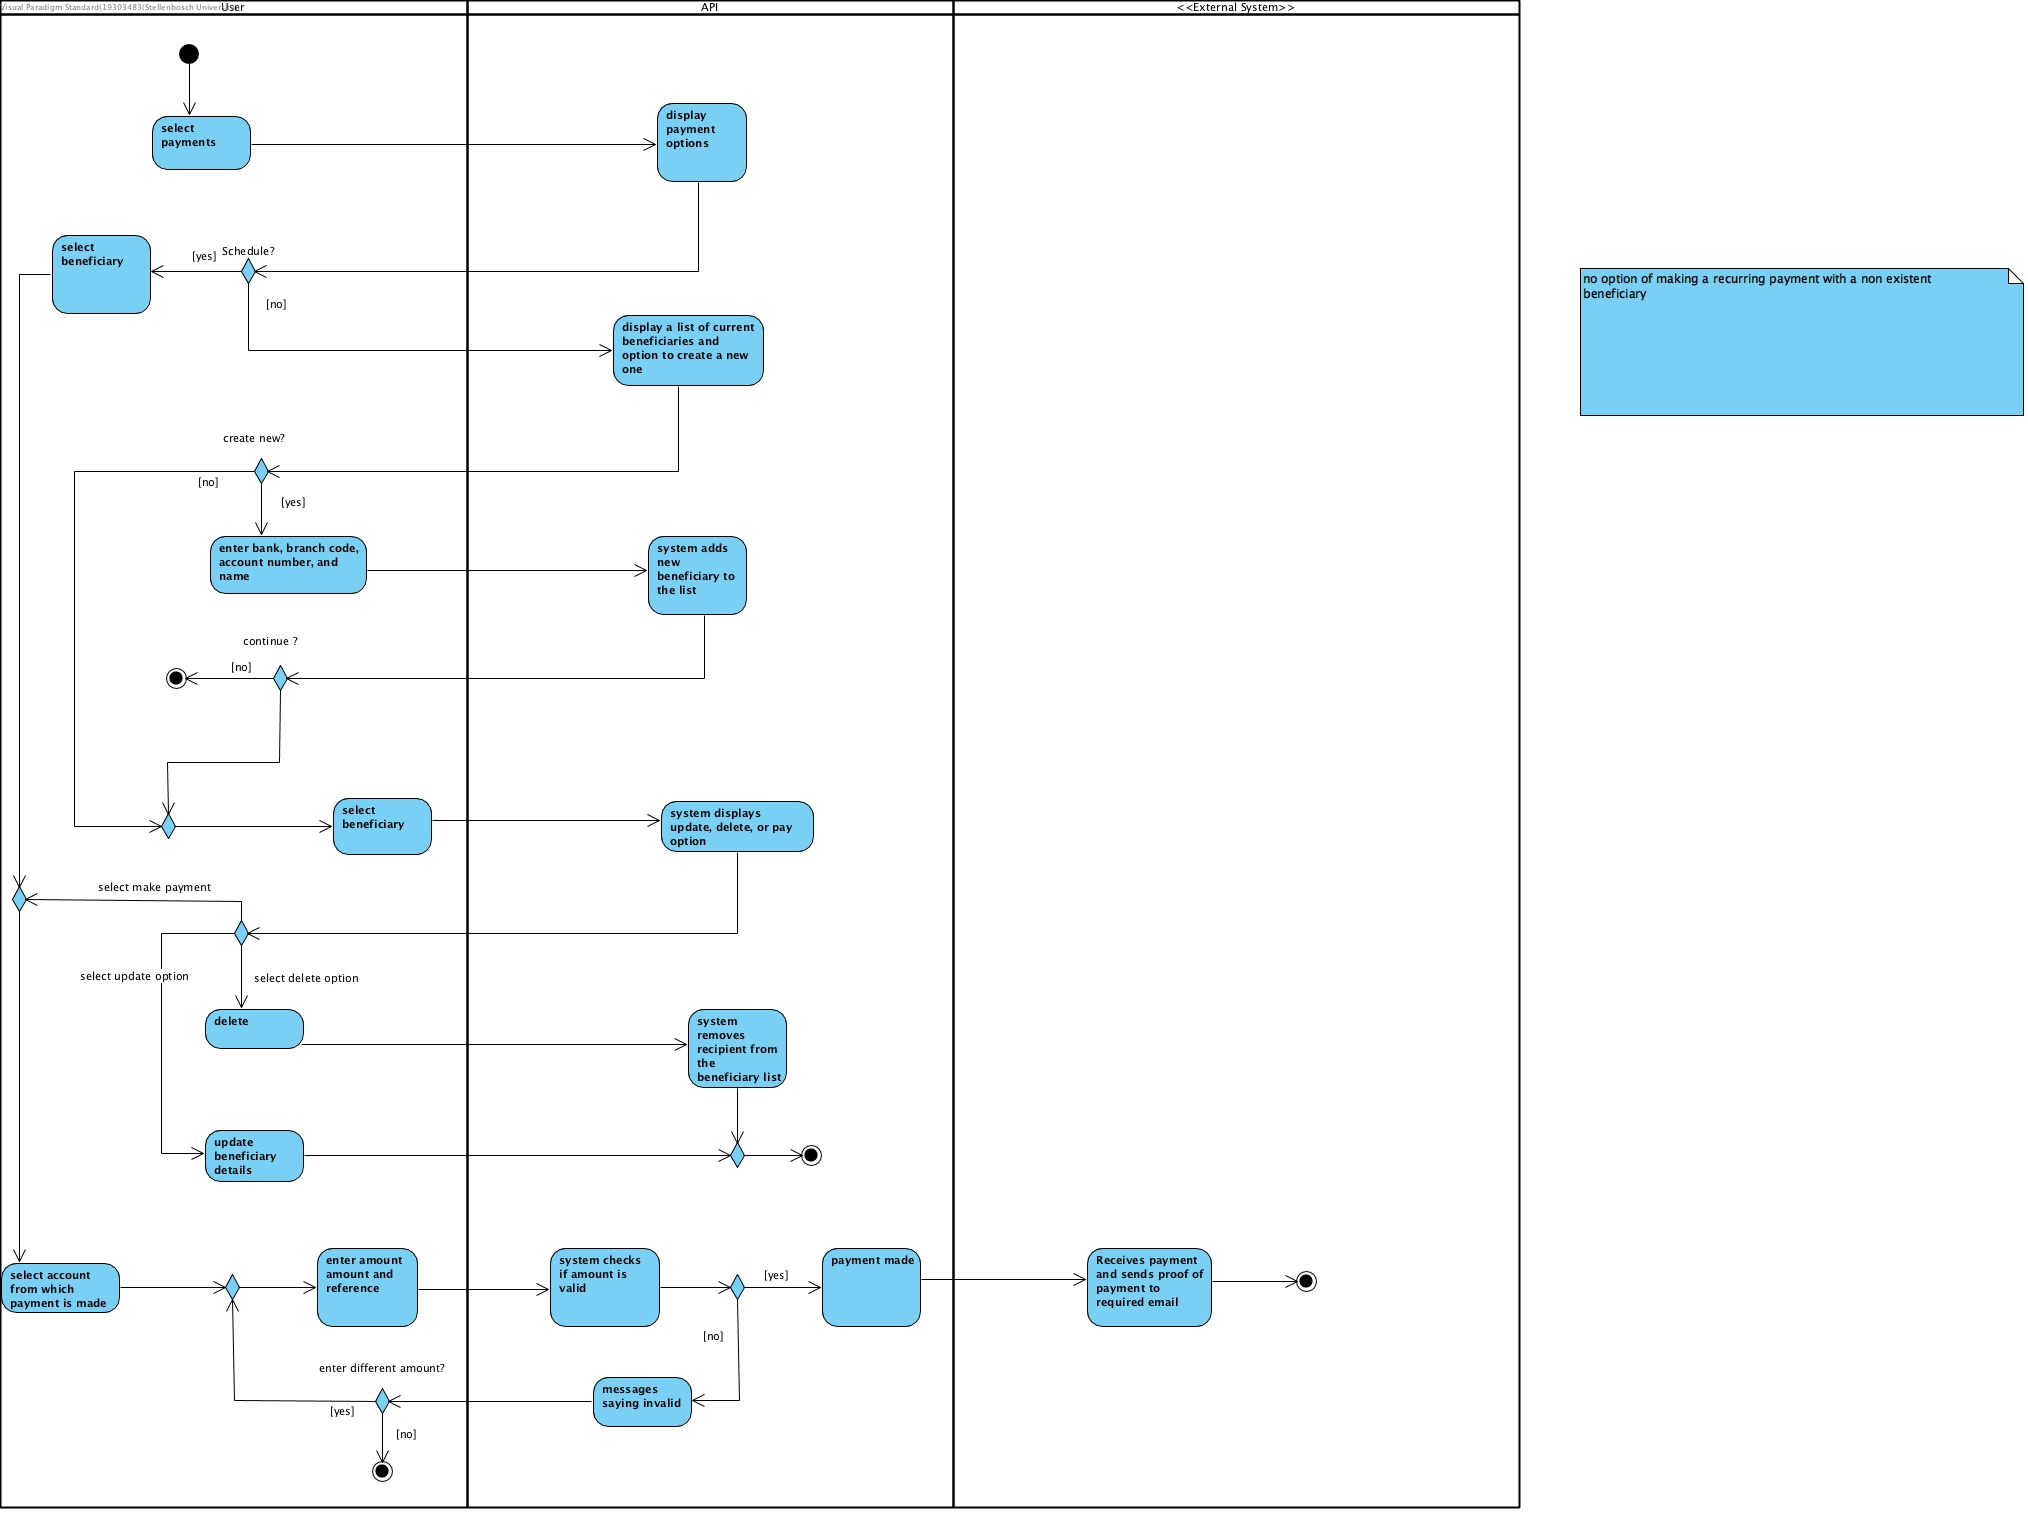 Visual Paradigm Standard(19303483(Stellenbosch Univer
User
API
<<External System>>
select
payments
display
payment
options
select
beneficiary
[yes]
Schedule?
[no]
no option of making a recurring payment with a non existent
beneficiary
display a list of current
beneficiaries and
option to create a new
one
create new?
[no]
[yes]
enter bank, branch code,
account number, and
name
system adds
new
beneficiary to
the list
continue ?
[no]
select
beneficiary
system displays
update, delete, or pay
option
select make payment
select update option
select delete option
delete
system
removes
recipient from
the
beneficiary list
update
beneficiary
details
select account
from which
payment is made
enter amount
amount and
reference
system checks
if amount is
valid
[yes]
payment made
Receives payment
and sends proof of
payment to
required email
[no]
enter different amount?
messages
saying invalid
[yes]
[no]